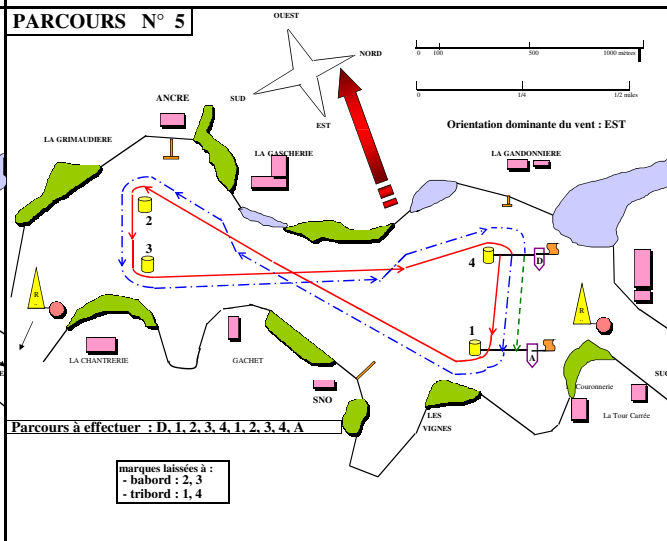 PARCOURS N° 5
OUEST
NORD
SUD
EST
0 100 500 1000 mètres
0 1/4 1/2 miles
Orientation dominante du vent : EST
ANCRE
LA GRIMAUDIERE
LA GASCHERIE
LA GANDONNIERE
2
3
4
D
R
R
1
A
LA CHANTRERIE
GACHET
SNO
LES
VIGNES
Couronnerie
La Tour Carrée
SUC
E
Parcours à effectuer : D, 1, 2, 3, 4, 1, 2, 3, 4, A
marques laissées à :
- babord : 2, 3
- tribord : 1, 4